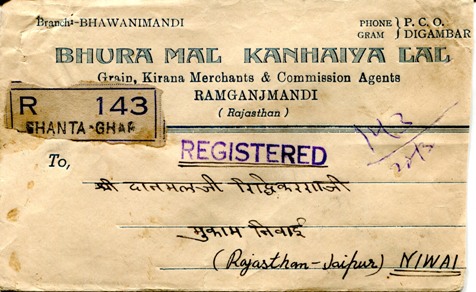 Branch:-BHAWANIMANDI
PHONE } P. C. O.
GRAM } DIGAMBAR
BHURA MAL KANHAIYA LAL
Grain, Kirana Merchants & Commission Agents
RAMGANJMANDI
(Rajasthan)
R 143
GHANTA-GHAR
REGISTERED
To,
श्री दानमलजी
मुकाम निवाई
(Rajasthan-Jaipur) NIWAI